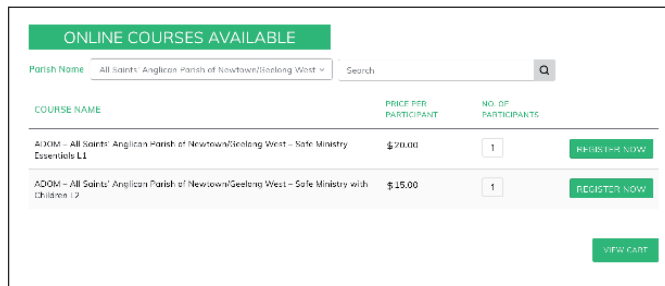 ONLINE COURSES AVAILABLE
Parish Name All Saints' Anglican Parish of Newtown/Geelong West Search
COURSE NAME PRICE PER PARTICIPANT NO. OF PARTICIPANTS
ADOM – All Saints' Anglican Parish of Newtown/Geelong West – Safe Ministry $20.00 1 REGISTER NOW
Essentials L1
ADOM – All Saints' Anglican Parish of Newtown/Geelong West – Safe Ministry with $15.00 1 REGISTER NOW
Children L2
VIEW CART